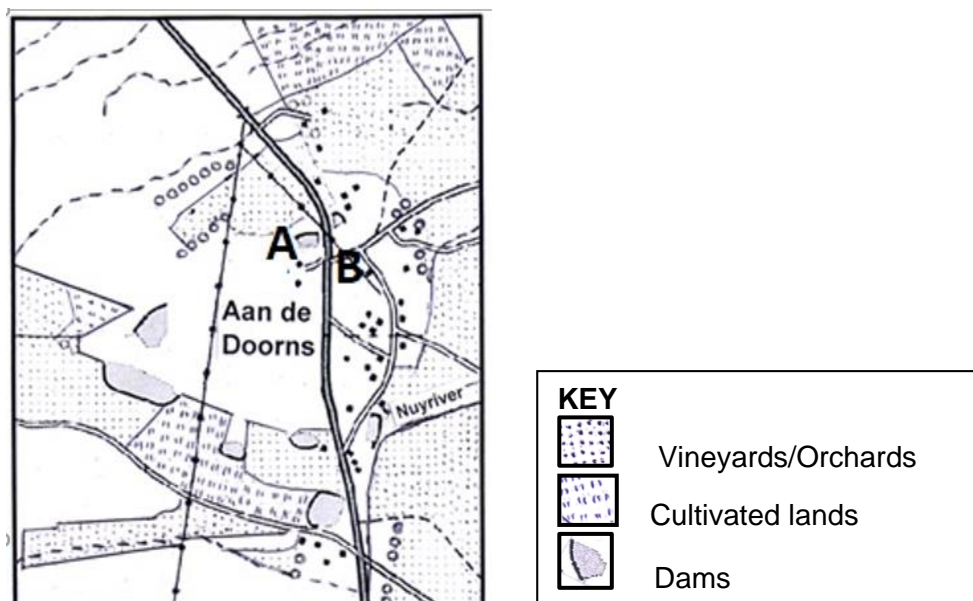 A
B
Aan de
Doorns
Nuyriver
KEY
Vineyards/Orchards
Cultivated lands
Dams